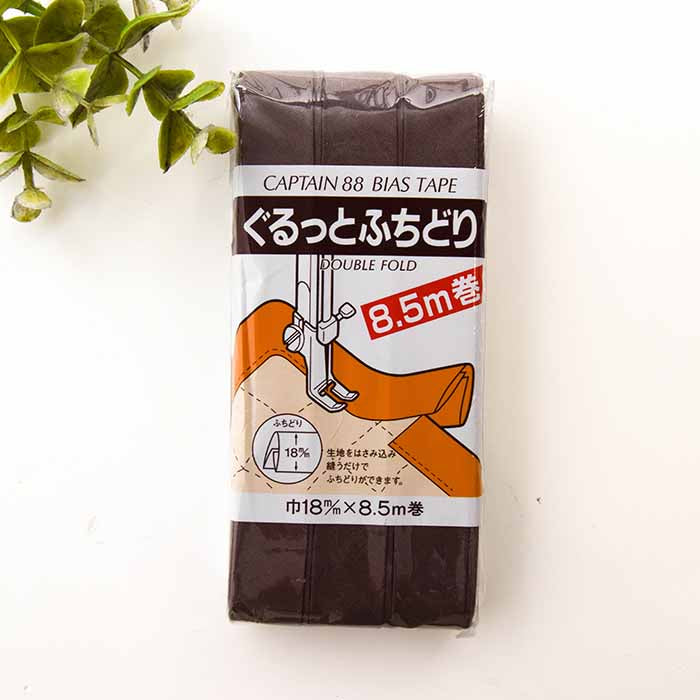 CAPTAIN 88 BIAS TAPE
ぐるっとふちどり
DOUBLE FOLD
8.5m巻
ふちどり
18m/m
生地をはさみ込み
縫うだけで
ふちどりができます。
巾18m/m×8.5m巻